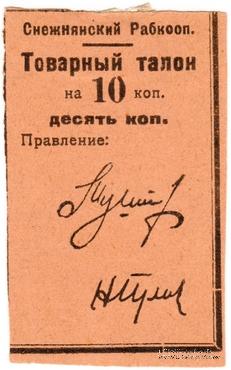 Снежнянский Рабкооп.
Товарный талон
на 10 коп.
десять коп.
Правление: